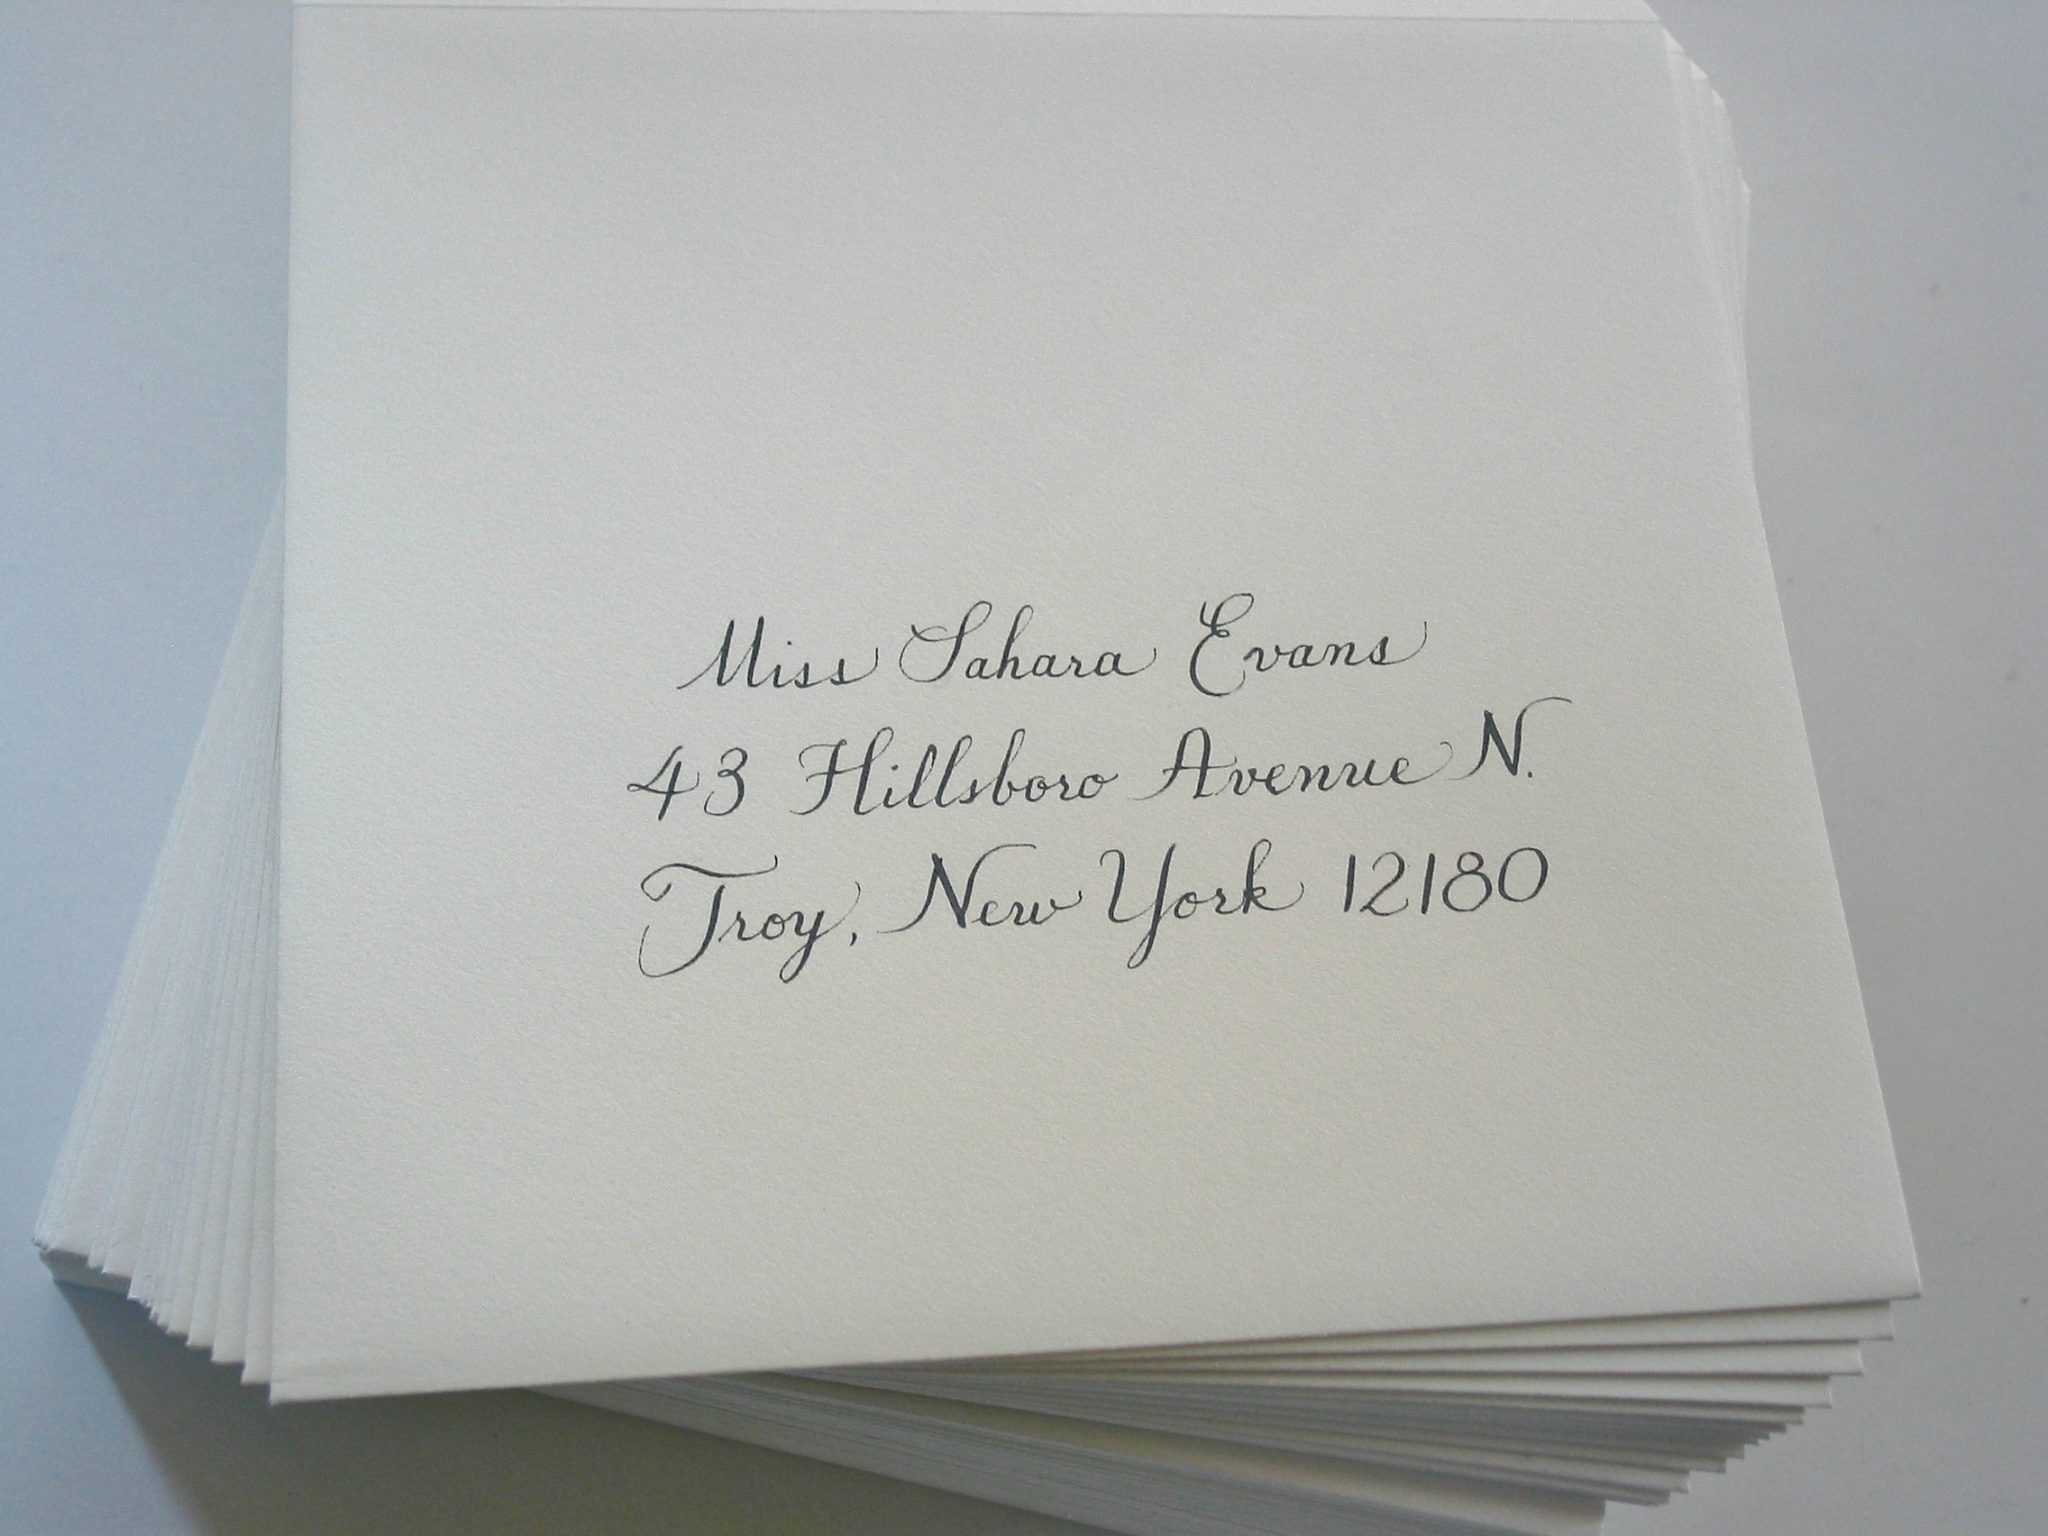 Miss Sahara Evans
43 Hillsboro Avenue N.
Troy, New York 12180